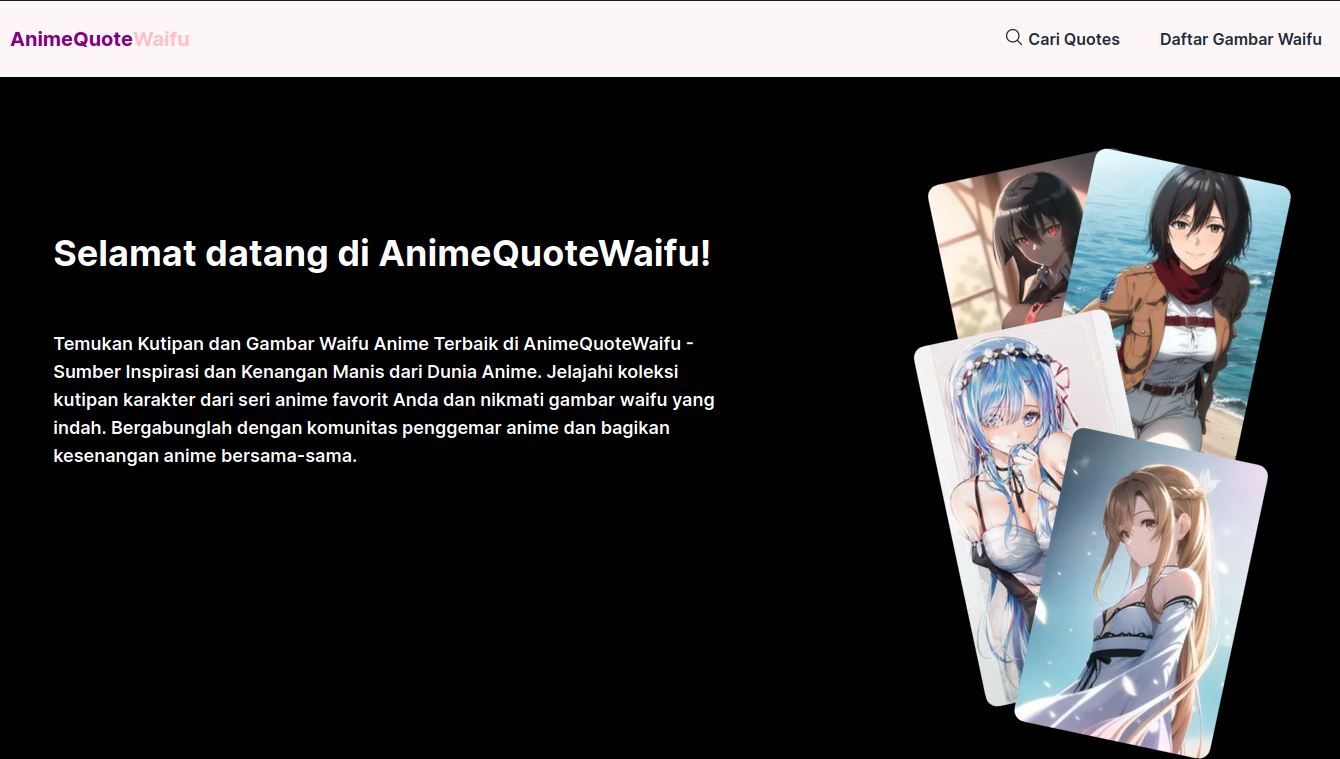 AnimeQuoteWaifu
Cari Quotes
Daftar Gambar Waifu
Selamat datang di AnimeQuoteWaifu!
Temukan Kutipan dan Gambar Waifu Anime Terbaik di AnimeQuoteWaifu -
Sumber Inspirasi dan Kenangan Manis dari Dunia Anime. Jelajahi koleksi
kutipan karakter dari seri anime favorit Anda dan nikmati gambar waifu yang
indah. Bergabunglah dengan komunitas penggemar anime dan bagikan
kesenangan anime bersama-sama.